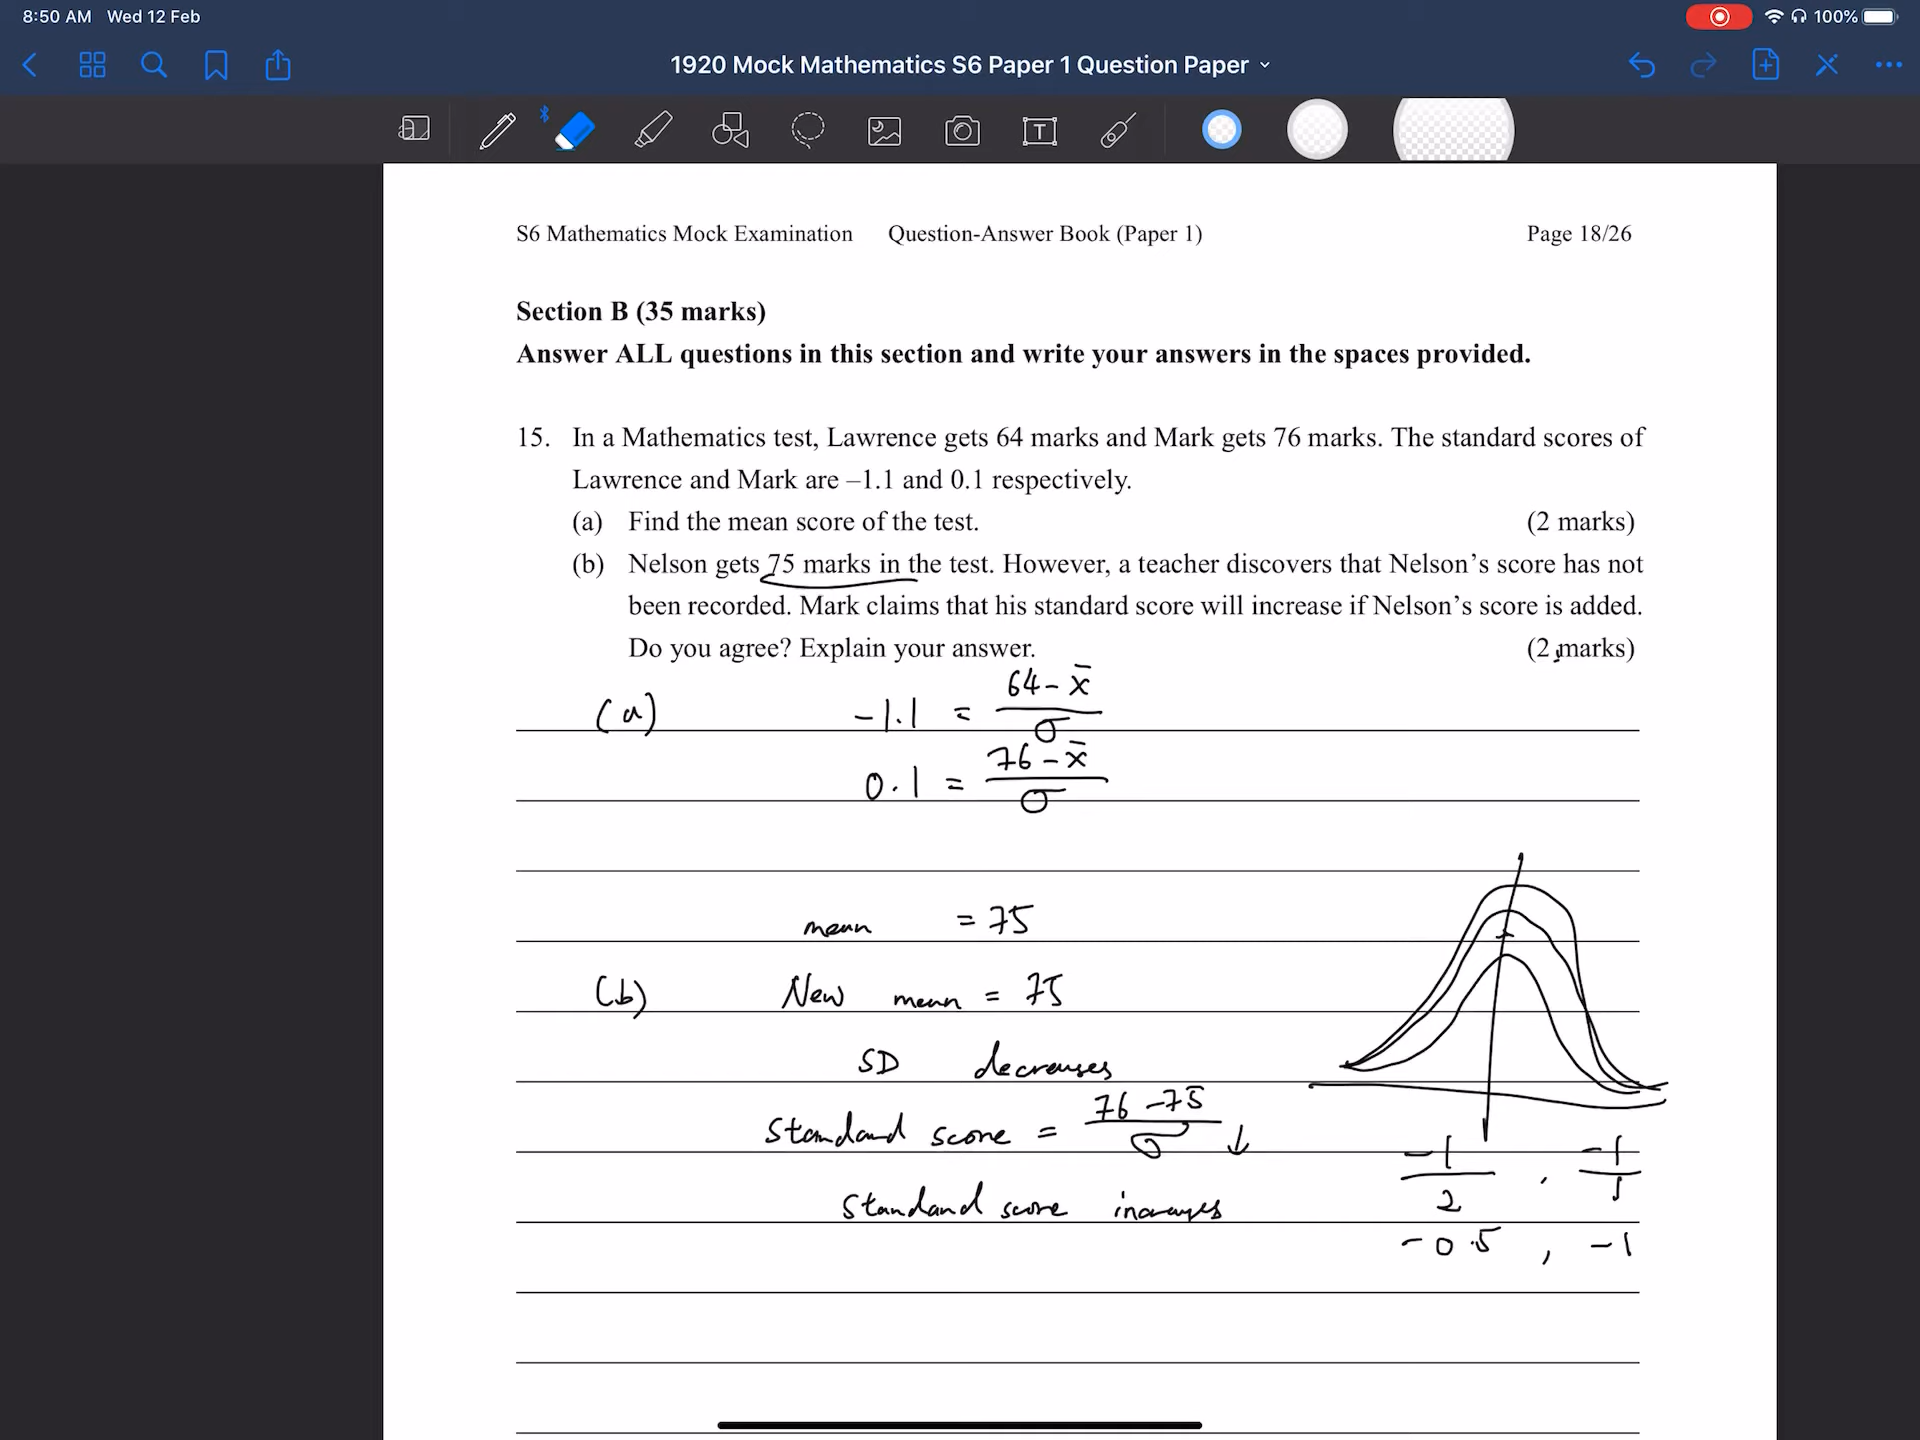 8:50 AM Wed 12 Feb
100%
1920 Mock Mathematics S6 Paper 1 Question Paper
S6 Mathematics Mock Examination Question-Answer Book (Paper 1) Page 18/26
Section B (35 marks)
Answer ALL questions in this section and write your answers in the spaces provided.
15. In a Mathematics test, Lawrence gets 64 marks and Mark gets 76 marks. The standard scores of
Lawrence and Mark are –1.1 and 0.1 respectively.
(a) Find the mean score of the test. (2 marks)
(b) Nelson gets 75 marks in the test. However, a teacher discovers that Nelson’s score has not
been recorded. Mark claims that his standard score will increase if Nelson’s score is added.
Do you agree? Explain your answer. (2 marks)
(a) -1.1 = (64 - x̄)/σ
0.1 = (76 - x̄)/σ
mean = 75
(b) New mean = 75
SD decreases
Standard score = (76 - 75)/σ ↓
Standard score increases
-1/2 , -1/1
-0.5 , -1